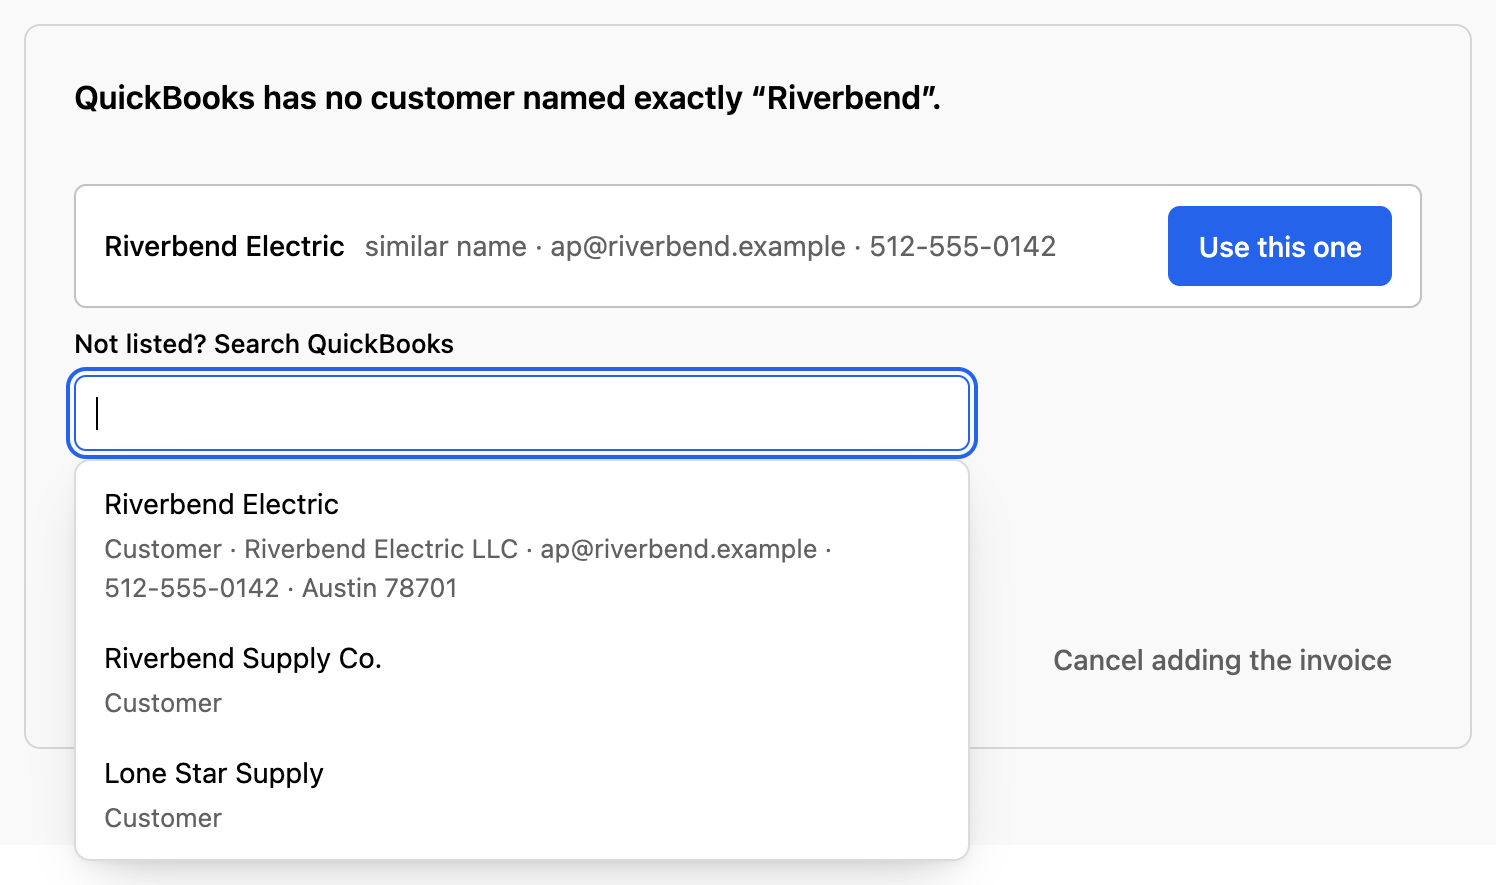 QuickBooks has no customer named exactly “Riverbend”.
Riverbend Electric similar name · ap@riverbend.example · 512-555-0142
Use this one
Not listed? Search QuickBooks
Riverbend Electric
Customer · Riverbend Electric LLC · ap@riverbend.example ·
512-555-0142 · Austin 78701
Riverbend Supply Co.
Customer
Cancel adding the invoice
Lone Star Supply
Customer